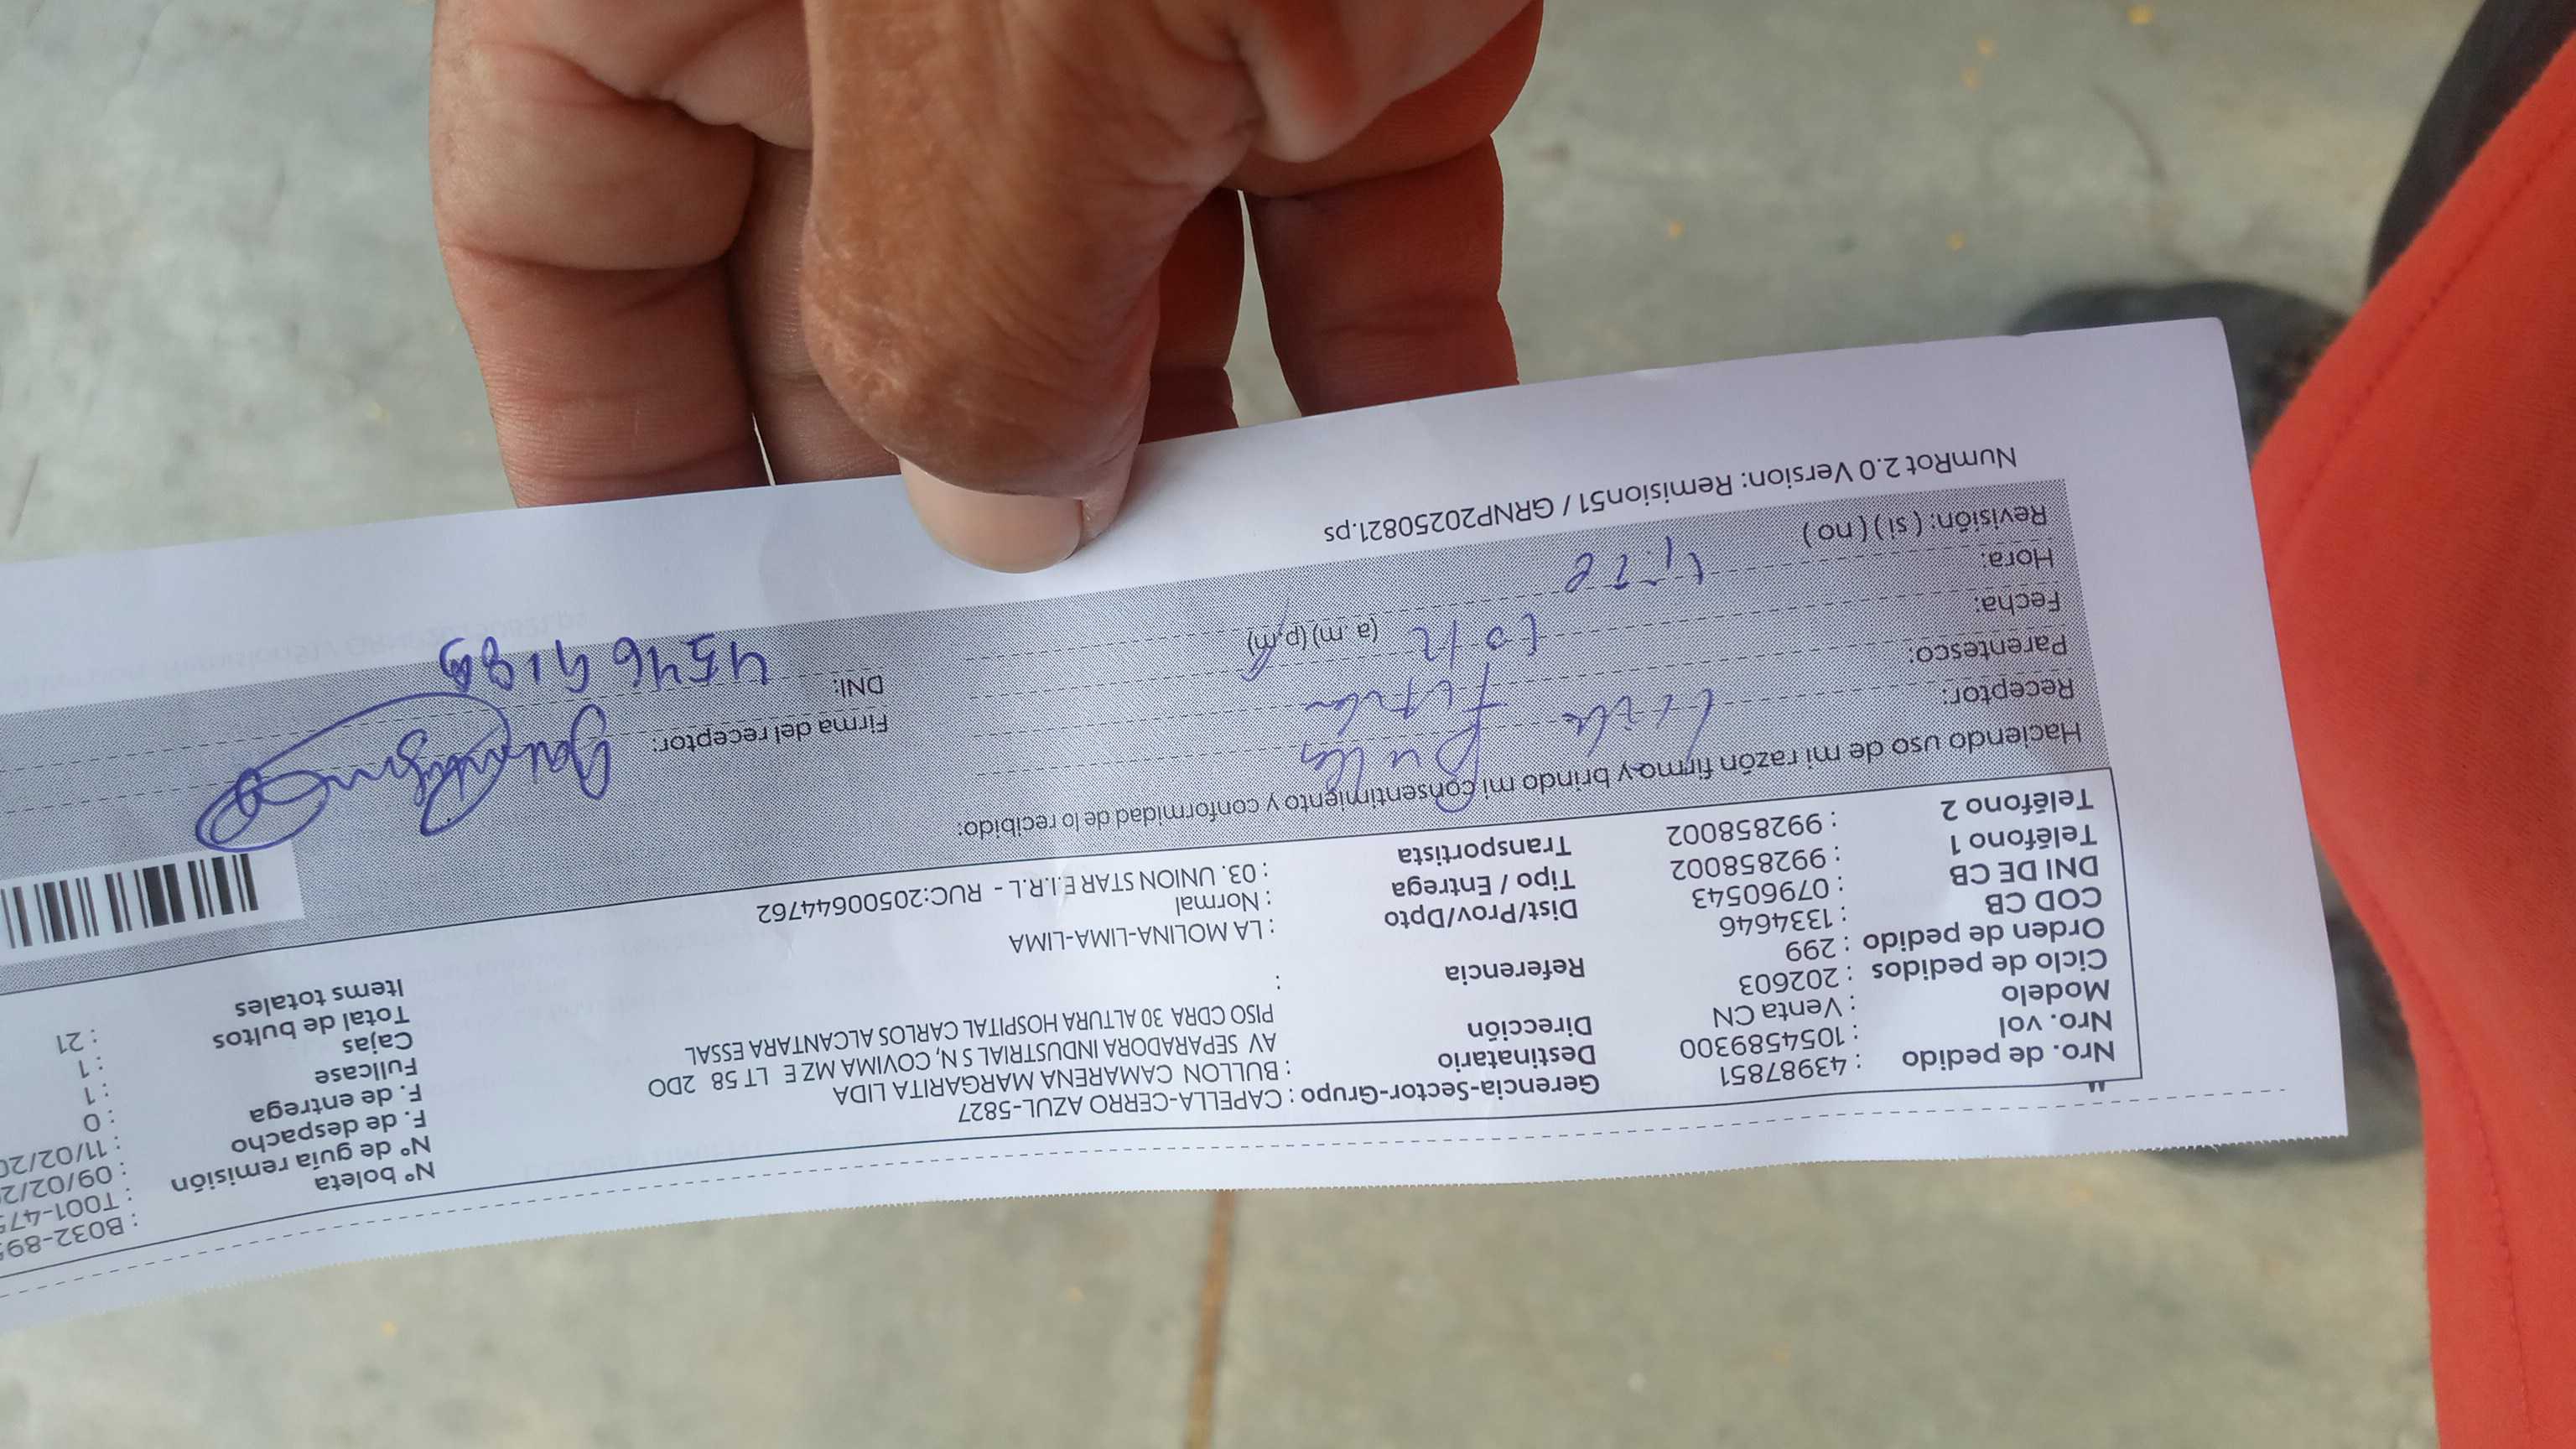 Nro. de pedido : 43987851
Nro. vol : 1054589300
Modelo : Venta CN
Ciclo de pedidos : 202603
Orden de pedido : 299
COD CB : 1334646
DNI DE CB : 07960543
Teléfono 1 : 992858002
Teléfono 2 : 992858002
Gerencia-Sector-Grupo : CAPELLA-CERRO AZUL-5827
Destinatario : BULLON CAMARENA MARGARITA LIDA
Dirección AV SEPARADORA INDUSTRIAL S N, COVIMA MZ E LT 58 2DO
PISO CDRA 30 ALTURA HOSPITAL CARLOS ALCANTARA ESSAL
Referencia :
Dist/Prov/Dpto : LA MOLINA-LIMA-LIMA
Tipo / Entrega : Normal
Transportista : 03. UNION STAR E.I.R.L - RUC:20500644762
N° boleta : B032-895
N° de guía remisión : T001-475
F. de despacho : 09/02/2
F. de entrega : 11/02/20
Fullcase : 0
Cajas : 1
Total de bultos : 1
Items totales : 21
Haciendo uso de mi razón firmo y brindo mi consentimiento y conformidad de lo recibido:
Receptor:
Parentesco:
Fecha:
Hora: (a. m) (p.m)
Revisión: ( si ) ( no )
Firma del receptor:
DNI:
NumRot 2.0 Version: Remision51 / GRNP20250821.ps